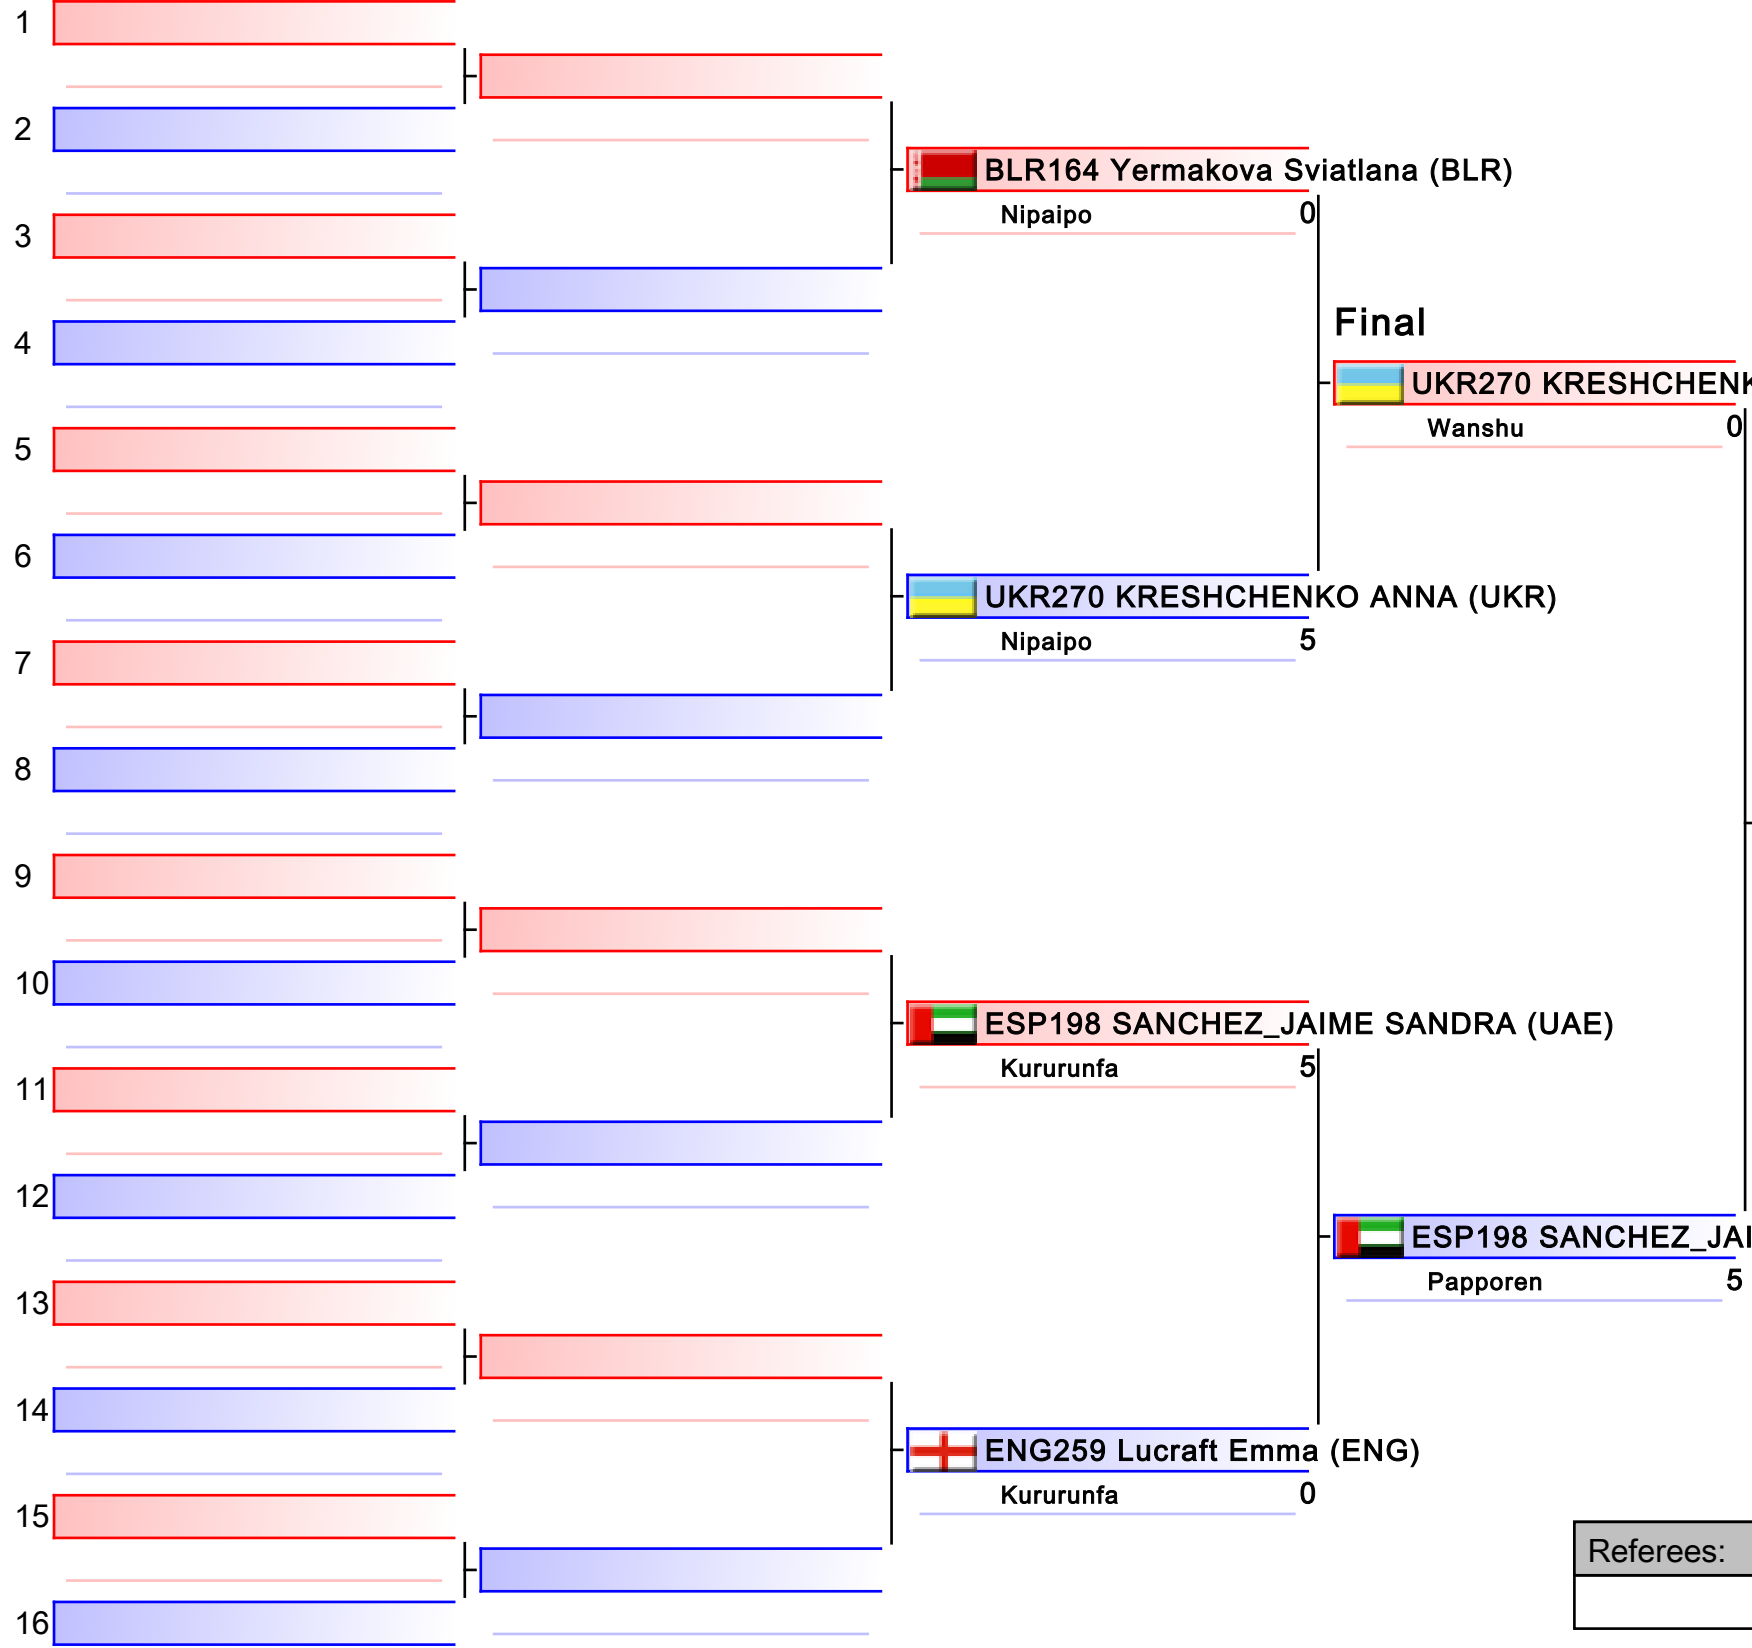 1
2
BLR164 Yermakova Sviatlana (BLR)
Nipaipo 0
3
Final
4
UKR270 KRESHCHENK
Wanshu 0
5
6
UKR270 KRESHCHENKO ANNA (UKR)
Nipaipo 5
7
8
9
10
ESP198 SANCHEZ_JAIME SANDRA (UAE)
Kururunfa 5
11
12
ESP198 SANCHEZ_JAI
Papporen 5
13
14
ENG259 Lucraft Emma (ENG)
Kururunfa 0
15
Referees:
16